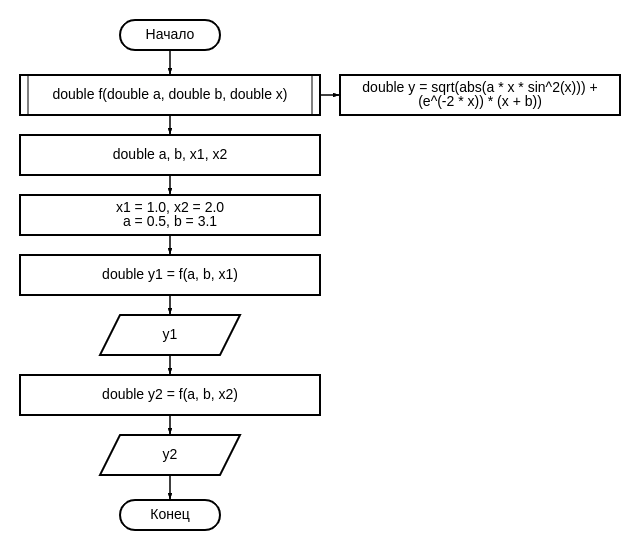 Начало
double f(double a, double b, double x)
double y = sqrt(abs(a * x * sin^2(x))) +
(e^(-2 * x)) * (x + b))
double a, b, x1, x2
x1 = 1.0, x2 = 2.0
a = 0.5, b = 3.1
double y1 = f(a, b, x1)
y1
double y2 = f(a, b, x2)
y2
Конец